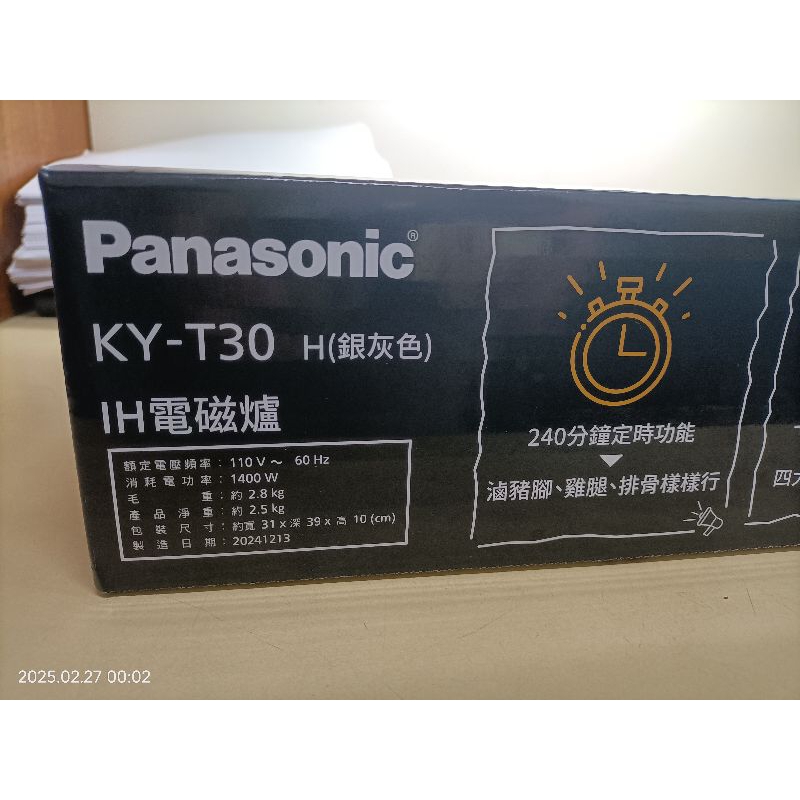 Panasonic®
KY-T30 H(銀灰色)
IH電磁爐
額定電壓頻率：110 V～ 60 Hz
消耗電功率：1400 W
毛重：約 2.8 kg
產品淨重：約 2.5 kg
包裝尺寸：約寬 31 x 深 39 x 高 10 (cm)
製造日期：20241213
240分鐘定時功能
滷豬腳、雞腿、排骨樣樣行
四大
2025.02.27 00:02